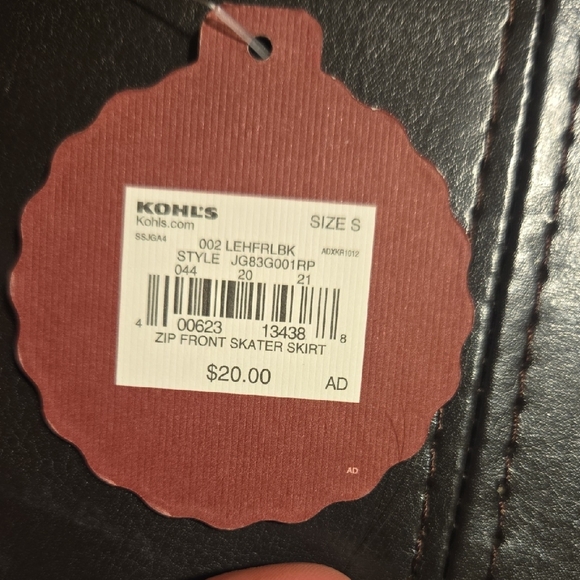 KOHL'S
Kohls.com
SIZE S
SSJGA4
ADXKR1012
002 LEHFRLBK
STYLE JG83G001RP
044 20 21
4 00623 13438 8
ZIP FRONT SKATER SKIRT
$20.00
AD
AD